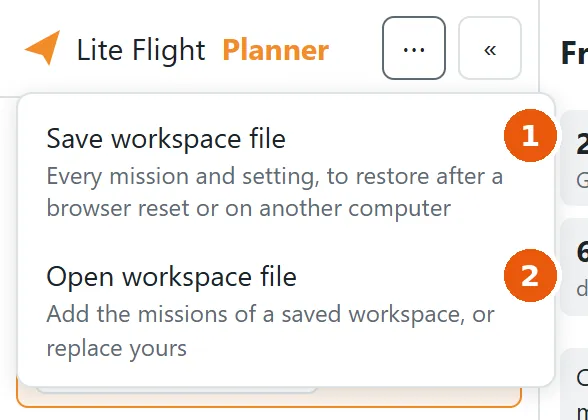 Lite Flight Planner
...
«
Fr
Save workspace file
1
Every mission and setting, to restore after a
browser reset or on another computer
2
G
Open workspace file
2
Add the missions of a saved workspace, or
replace yours
6
d
C
m